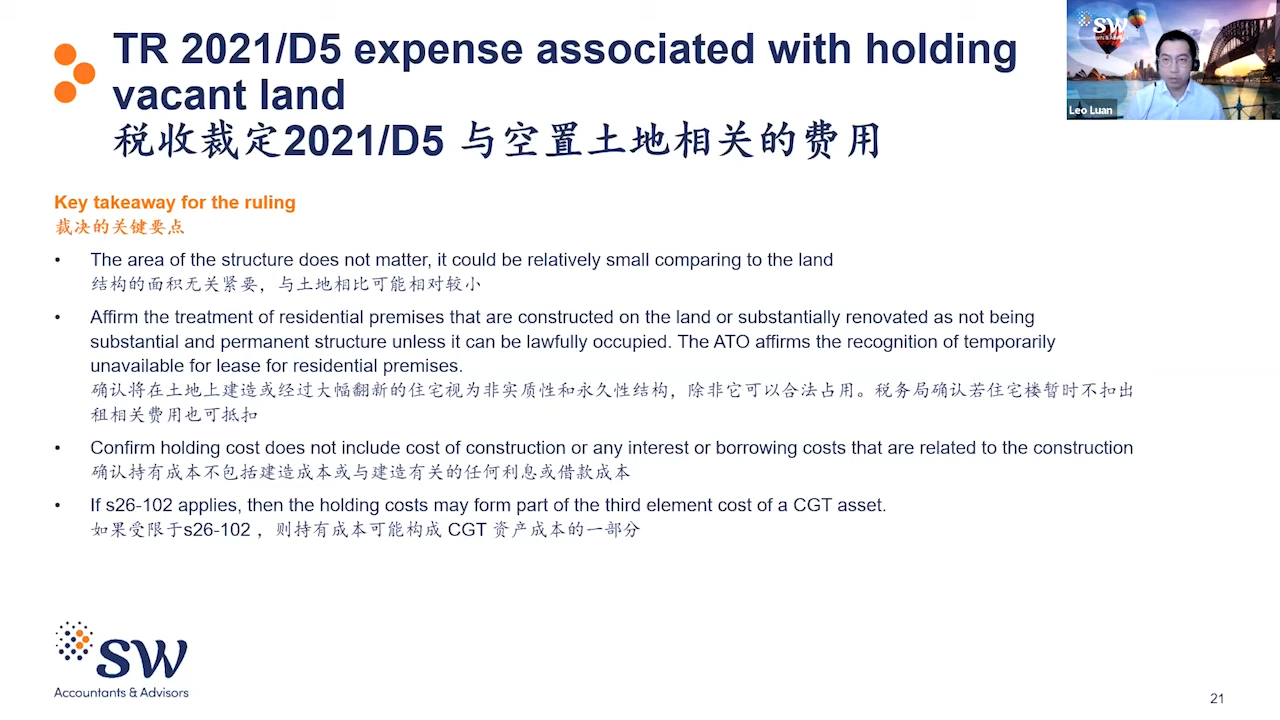 TR 2021/D5 expense associated with holding
vacant land
税收裁定2021/D5 与空置土地相关的费用
SW
Accountants & Advisors
Leo Luan
Key takeaway for the ruling
裁决的关键要点
• The area of the structure does not matter, it could be relatively small comparing to the land
结构的面积无关紧要，与土地相比可能相对较小
• Affirm the treatment of residential premises that are constructed on the land or substantially renovated as not being
substantial and permanent structure unless it can be lawfully occupied. The ATO affirms the recognition of temporarily
unavailable for lease for residential premises.
确认将在土地上建造或经过大幅翻新的住宅视为非实质性和永久性结构，除非它可以合法占用。税务局确认若住宅楼暂时不扣出
租相关费用也可抵扣
• Confirm holding cost does not include cost of construction or any interest or borrowing costs that are related to the construction
确认持有成本不包括建造成本或与建造有关的任何利息或借款成本
• If s26-102 applies, then the holding costs may form part of the third element cost of a CGT asset.
如果受限于s26-102 ，则持有成本可能构成 CGT 资产成本的一部分
SW
Accountants & Advisors
21